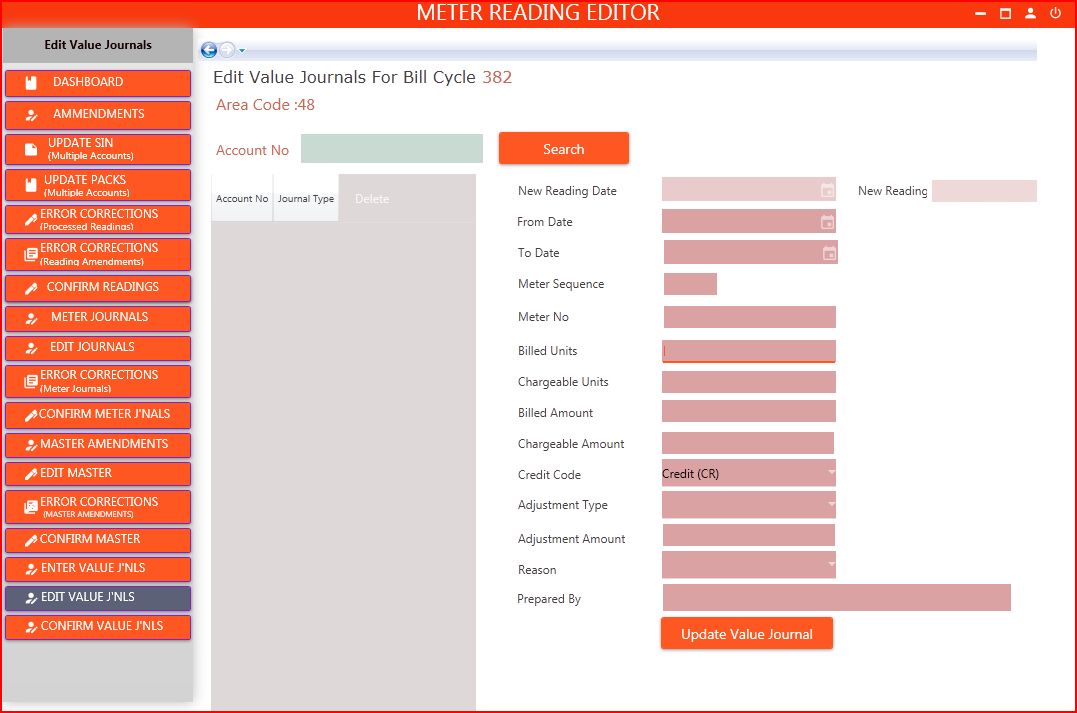 METER READING EDITOR
Edit Value Journals
DASHBOARD
AMMENDMENTS
UPDATE SIN
(Multiple Accounts)
UPDATE PACKS
(Multiple Accounts)
ERROR CORRECTIONS
(Processed Readings)
ERROR CORRECTIONS
(Reading Amendments)
CONFIRM READINGS
METER JOURNALS
EDIT JOURNALS
ERROR CORRECTIONS
(Meter Journals)
CONFIRM METER J'NALS
MASTER AMENDMENTS
EDIT MASTER
ERROR CORRECTIONS
(MASTER AMENDMENTS)
CONFIRM MASTER
ENTER VALUE J'NLS
EDIT VALUE J'NLS
CONFIRM VALUE J'NLS
Edit Value Journals For Bill Cycle 382
Area Code :48
Account No
Search
Account No Journal Type Delete
New Reading Date New Reading
From Date
To Date
Meter Sequence
Meter No
Billed Units
Chargeable Units
Billed Amount
Chargeable Amount
Credit Code Credit (CR)
Adjustment Type
Adjustment Amount
Reason
Prepared By
Update Value Journal